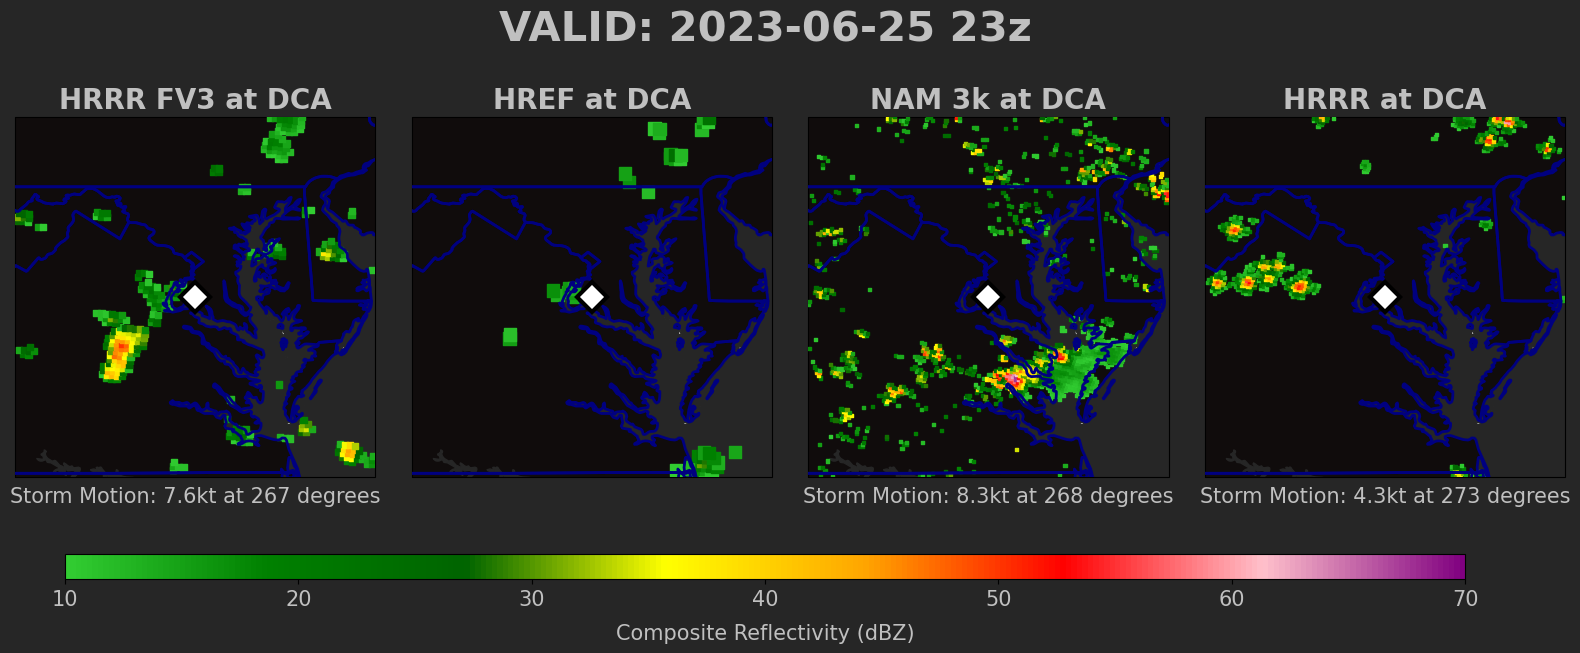 VALID: 2023-06-25 23z
HRRR FV3 at DCA
HREF at DCA
NAM 3k at DCA
HRRR at DCA
Storm Motion: 7.6kt at 267 degrees
Storm Motion: 8.3kt at 268 degrees
Storm Motion: 4.3kt at 273 degrees
10 20 30 40 50 60 70
Composite Reflectivity (dBZ)